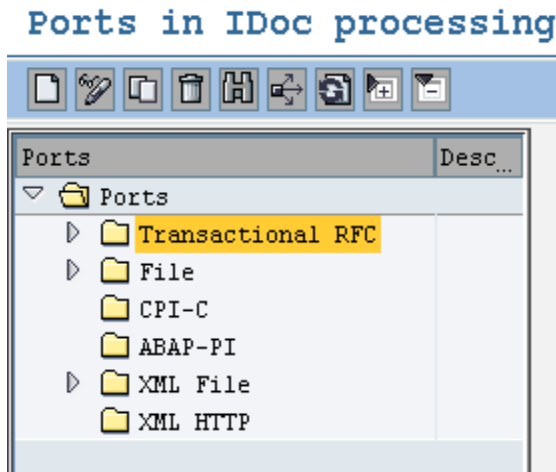 Ports in IDoc processing
Ports Desc...
Ports
Transactional RFC
File
CPI-C
ABAP-PI
XML File
XML HTTP